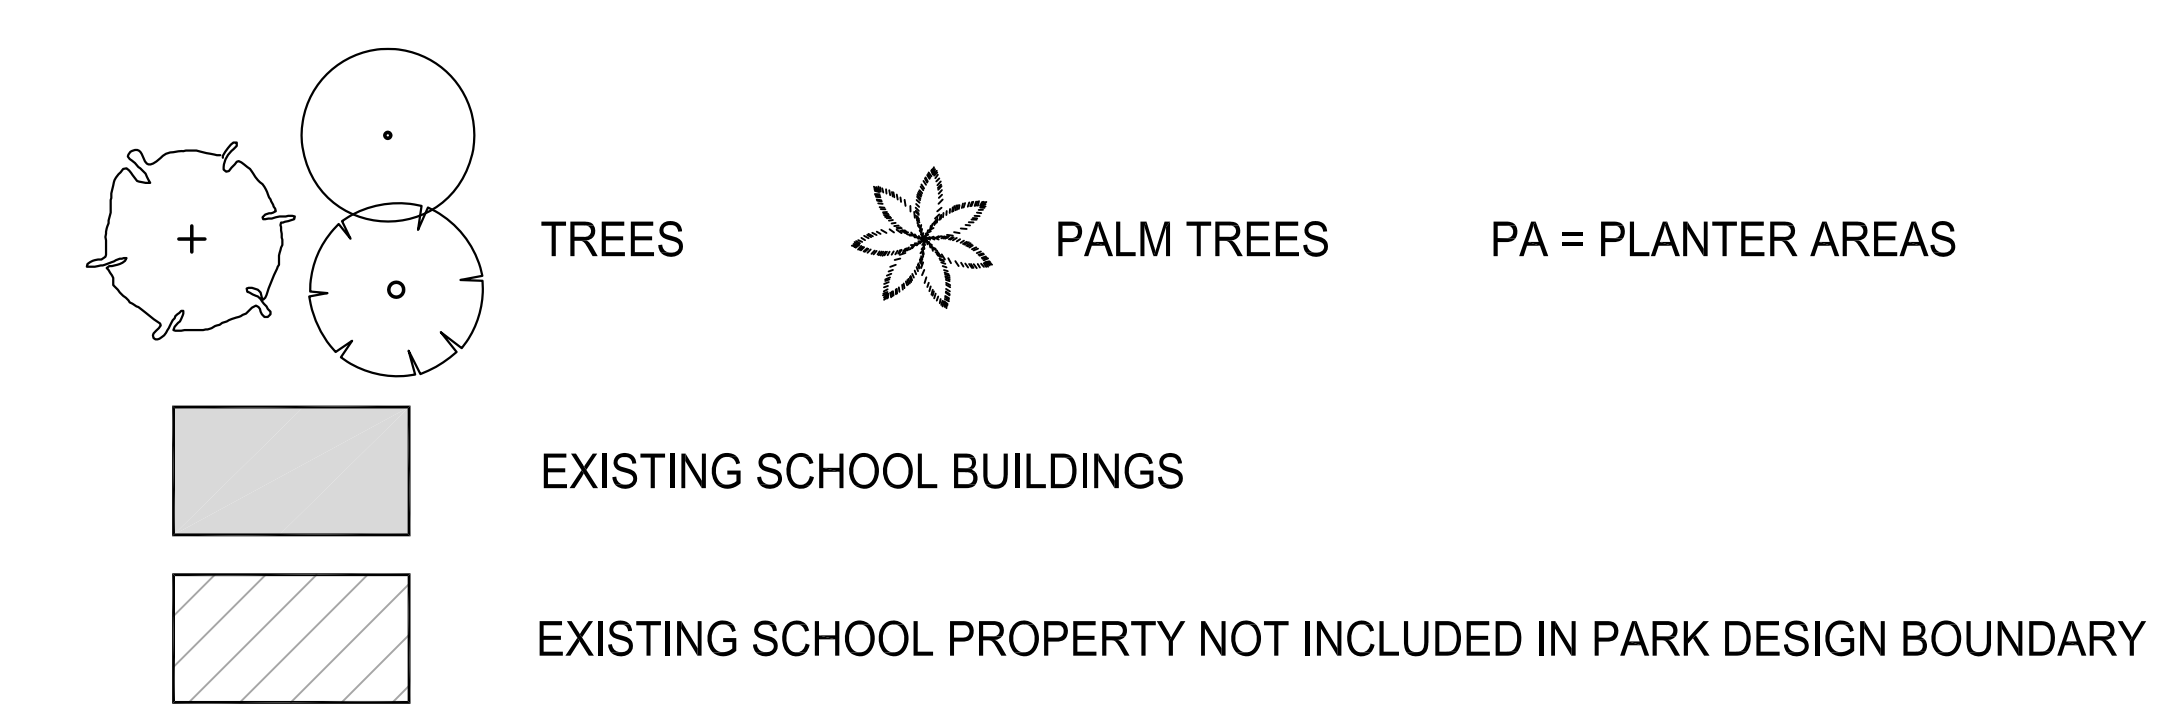 TREES
PALM TREES
PA = PLANTER AREAS
EXISTING SCHOOL BUILDINGS
EXISTING SCHOOL PROPERTY NOT INCLUDED IN PARK DESIGN BOUNDARY